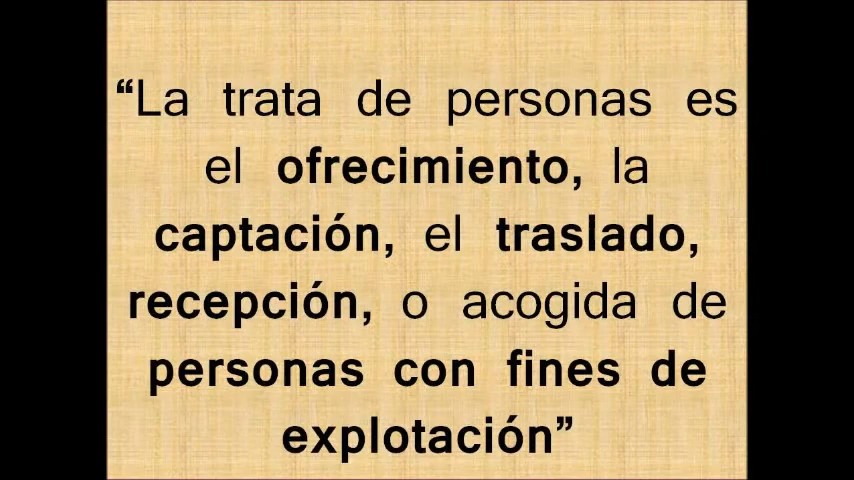 “La trata de personas es
el ofrecimiento, la
captación, el traslado,
recepción, o acogida de
personas con fines de
explotación”